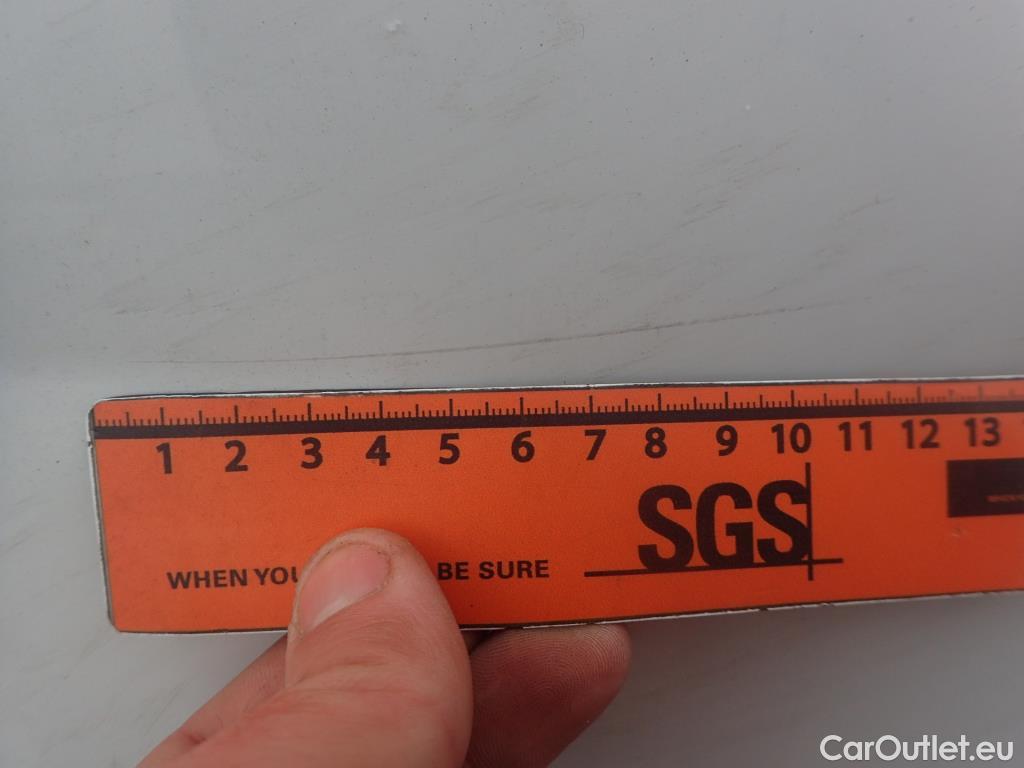 1 2 3 4 5 6 7 8 9 10 11 12 13
SGS
WHEN YOU BE SURE
CarOutlet.eu